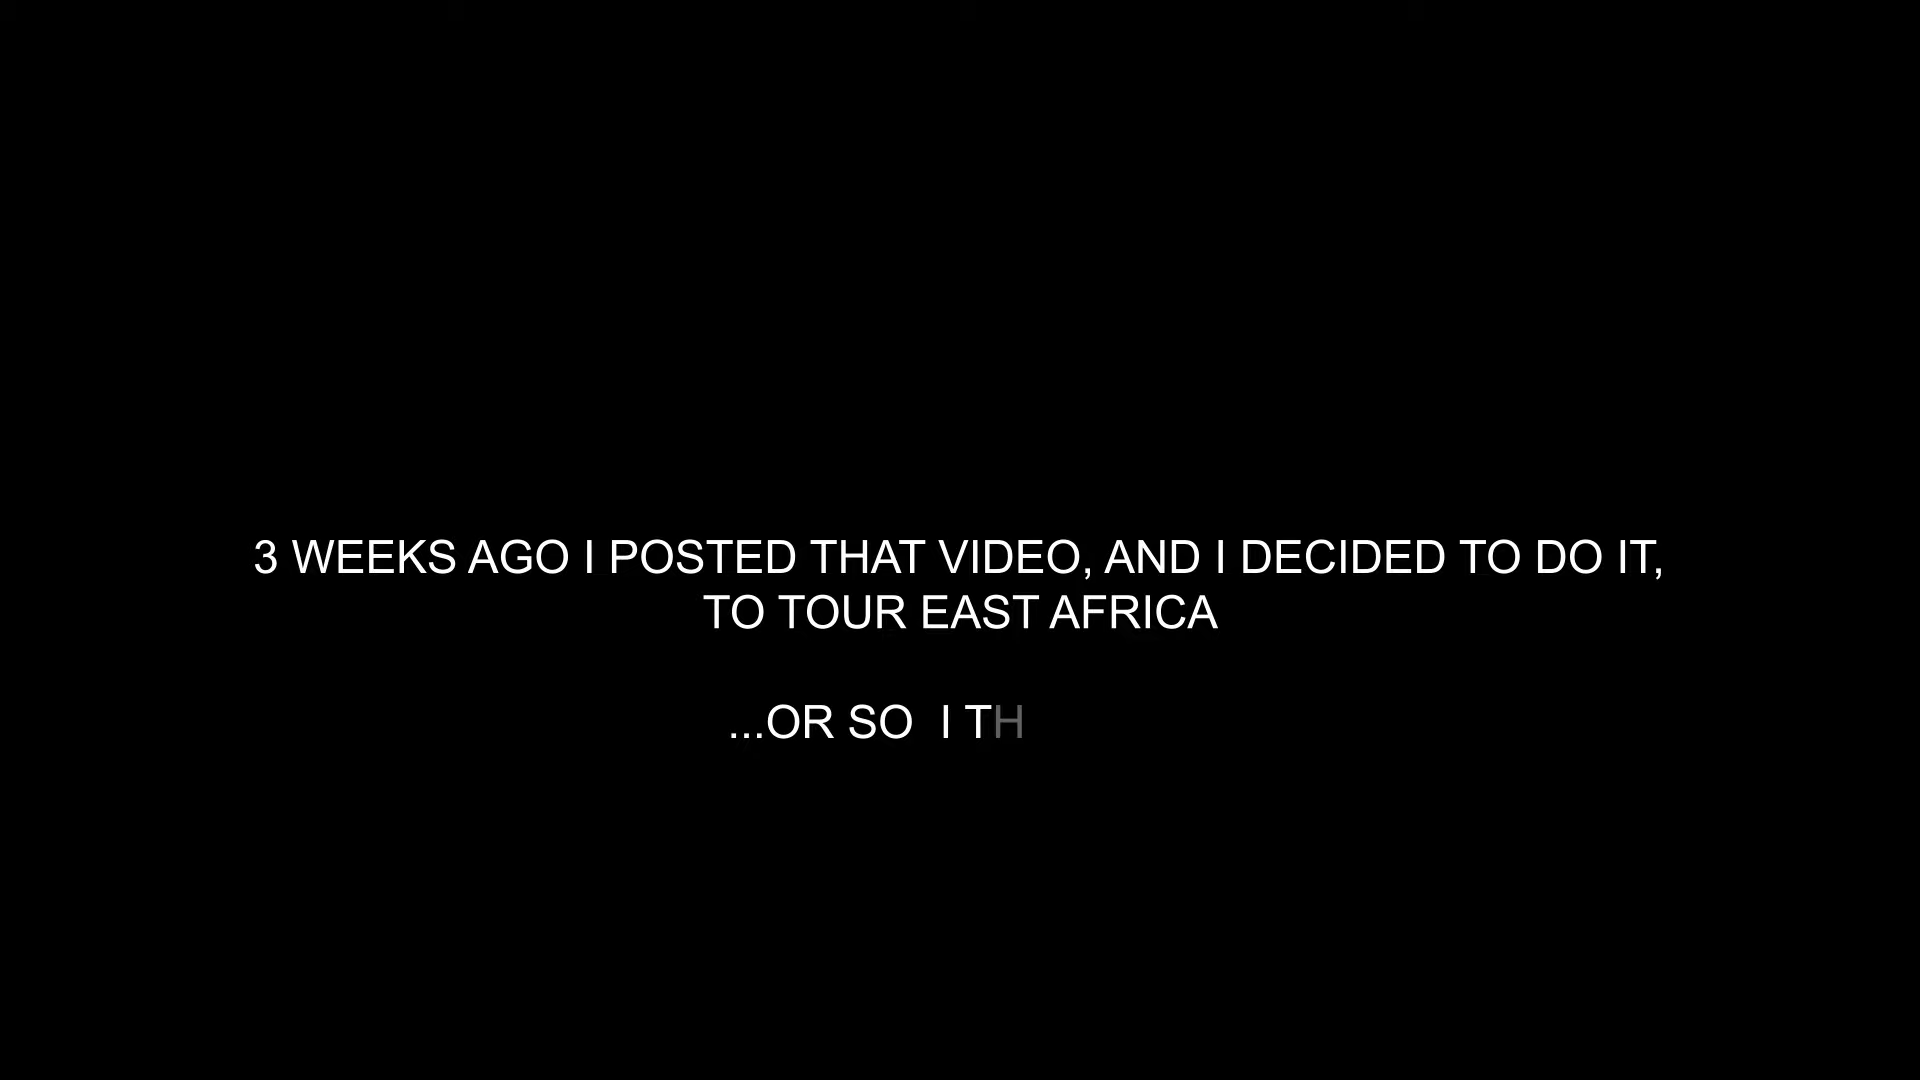 3 WEEKS AGO I POSTED THAT VIDEO, AND I DECIDED TO DO IT,
TO TOUR EAST AFRICA
...OR SO  I TH